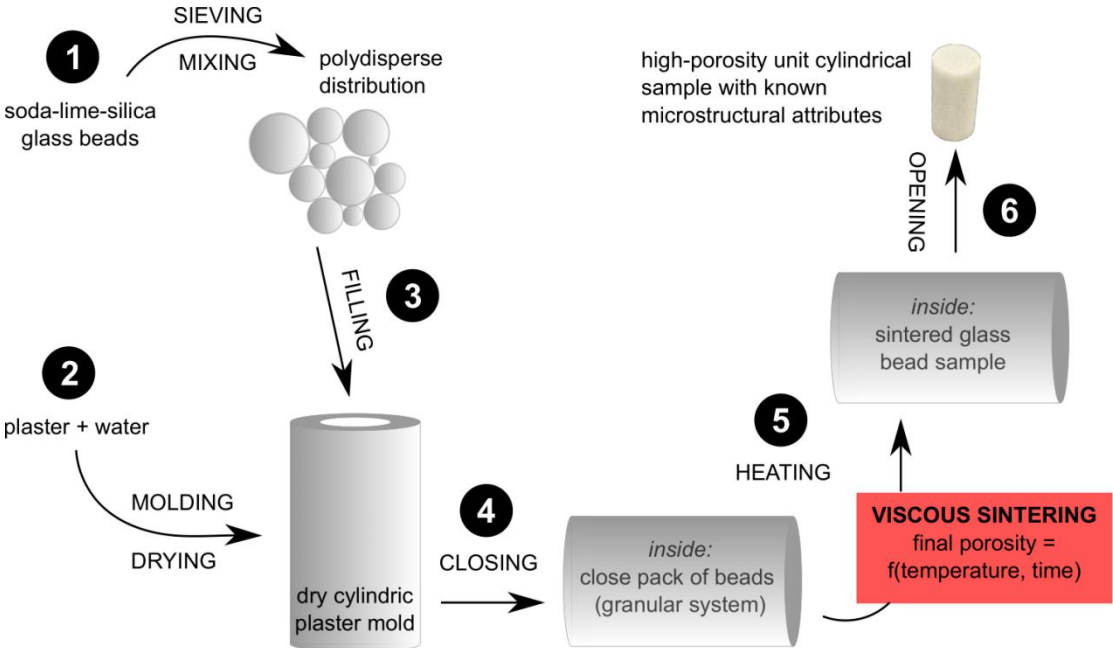 1
SIEVING
MIXING
soda-lime-silica
glass beads
polydisperse
distribution
2
plaster + water
MOLDING
DRYING
3
FILLING
dry cylindric
plaster mold
4
CLOSING
inside:
close pack of beads
(granular system)
5
HEATING
VISCOUS SINTERING
final porosity =
f(temperature, time)
inside:
sintered glass
bead sample
6
OPENING
high-porosity unit cylindrical
sample with known
microstructural attributes